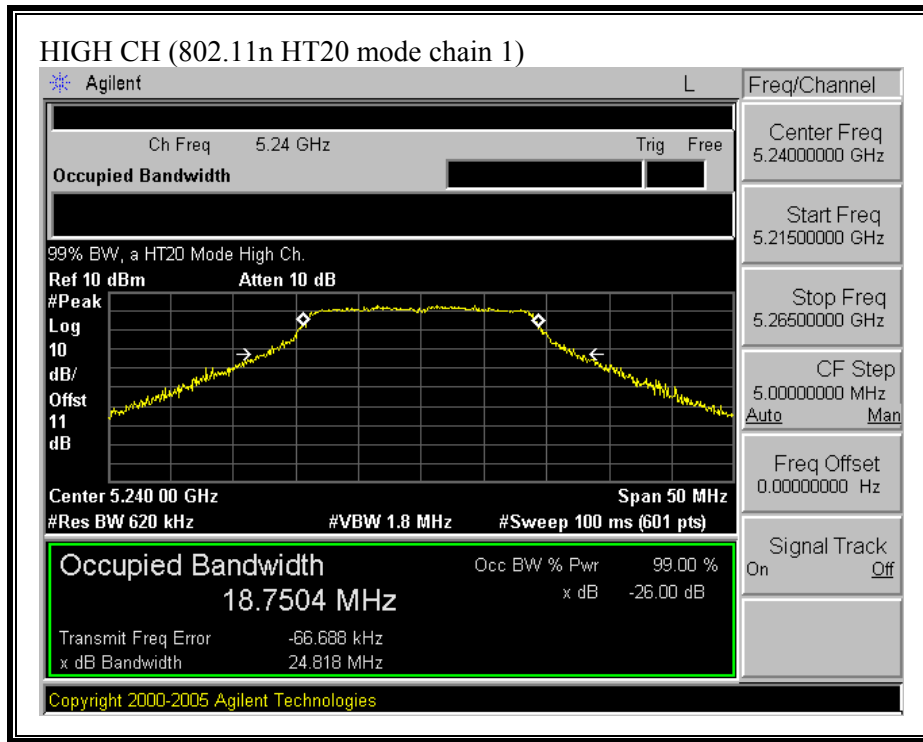 HIGH CH (802.11n HT20 mode chain 1)
Agilent L
Ch Freq 5.24 GHz Trig Free
Occupied Bandwidth
99% BW, a HT20 Mode High Ch.
Ref 10 dBm Atten 10 dB
#Peak
Log
10
dB/
Offst
11
dB
Center 5.240 00 GHz Span 50 MHz
#Res BW 620 kHz #VBW 1.8 MHz #Sweep 100 ms (601 pts)
Occupied Bandwidth Occ BW % Pwr 99.00 %
18.7504 MHz x dB -26.00 dB
Transmit Freq Error -66.688 kHz
x dB Bandwidth 24.818 MHz
Copyright 2000-2005 Agilent Technologies
Freq/Channel
Center Freq
5.24000000 GHz
Start Freq
5.21500000 GHz
Stop Freq
5.26500000 GHz
CF Step
5.00000000 MHz
Auto Man
Freq Offset
0.00000000 Hz
Signal Track
On Off